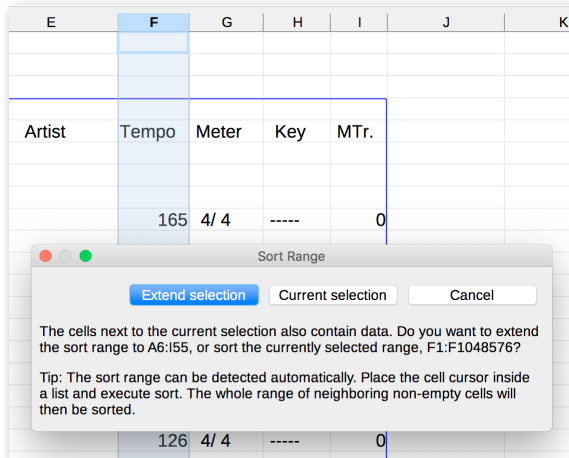 E F G H I J K
Artist Tempo Meter Key MTr.
165 4/ 4 ----- 0
Sort Range
Extend selection Current selection Cancel
The cells next to the current selection also contain data. Do you want to extend
the sort range to A6:I55, or sort the currently selected range, F1:F1048576?
Tip: The sort range can be detected automatically. Place the cell cursor inside
a list and execute sort. The whole range of neighboring non-empty cells will
then be sorted.
126 4/ 4 ----- 0